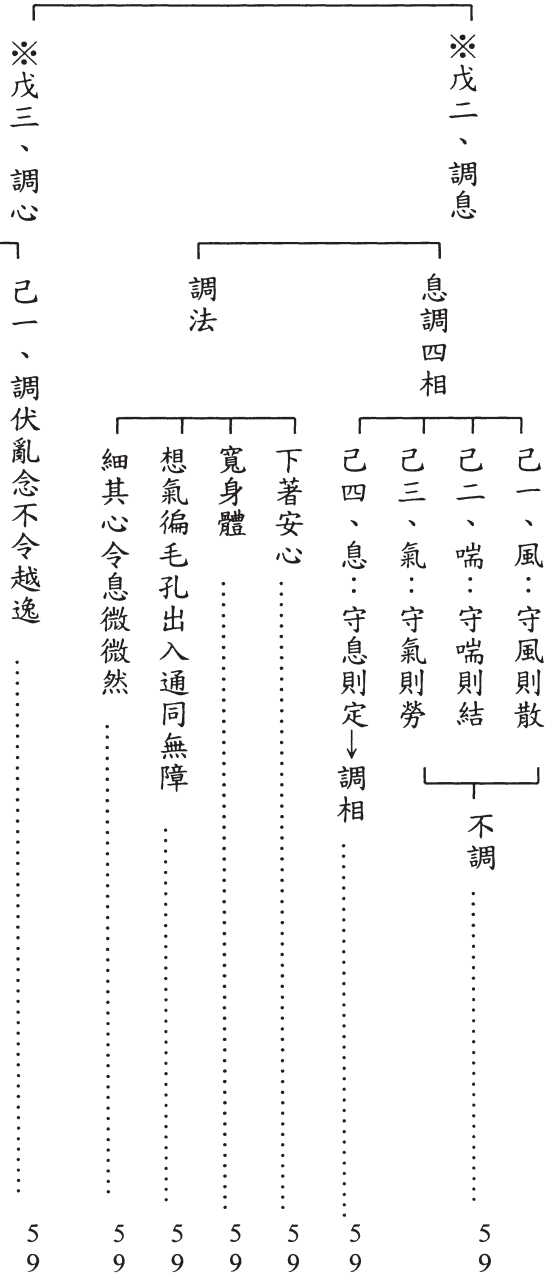 ※戊二、調息
息調四相
己一、風：守風則散
己二、喘：守喘則結
己三、氣：守氣則勞
不調……59
己四、息：守息則定→調相……59
調法
下著安心……59
寬身體……59
想氣徧毛孔出入通同無障……59
細其心令息微微然……59
※戊三、調心
己一、調伏亂念不令越逸……59